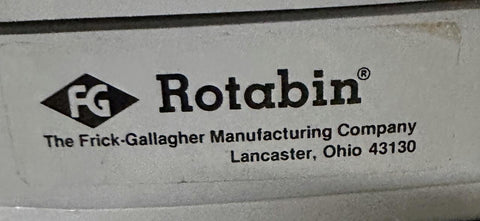 FG Rotabin®
The Frick-Gallagher Manufacturing Company
Lancaster, Ohio 43130